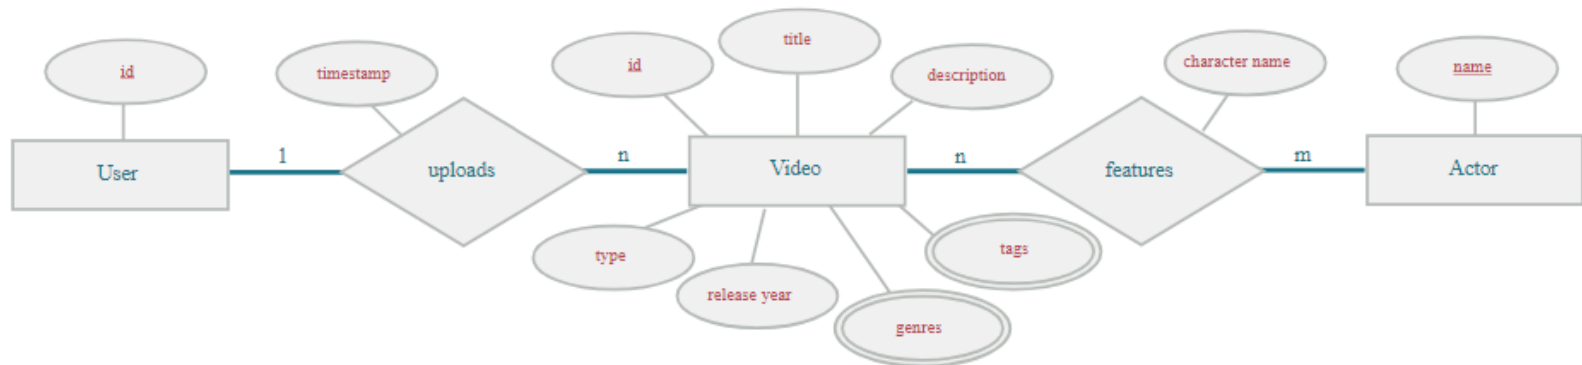 id
timestamp
id
title
description
character name
name
User
1
uploads
n
Video
n
features
m
Actor
type
release year
genres
tags